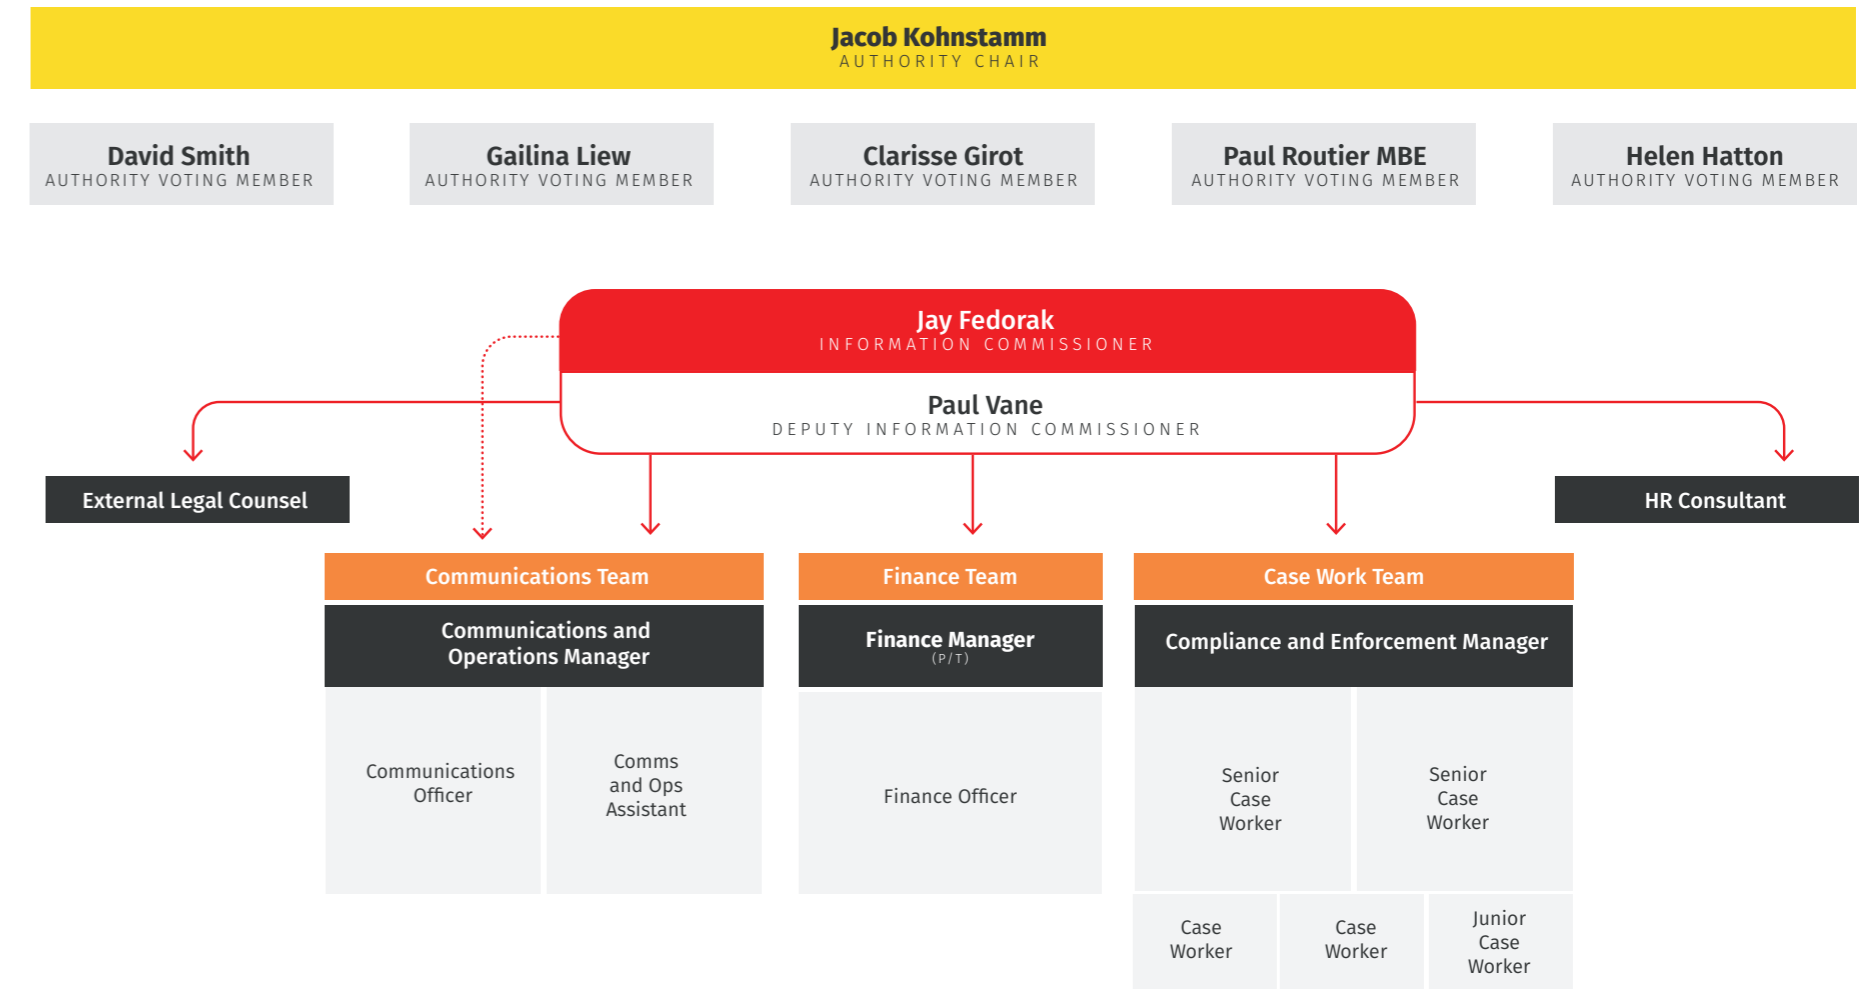 Jacob Kohnstamm
AUTHORITY CHAIR
David Smith
AUTHORITY VOTING MEMBER
Gailina Liew
AUTHORITY VOTING MEMBER
Clarisse Girot
AUTHORITY VOTING MEMBER
Paul Routier MBE
AUTHORITY VOTING MEMBER
Helen Hatton
AUTHORITY VOTING MEMBER
Jay Fedorak
INFORMATION COMMISSIONER
Paul Vane
DEPUTY INFORMATION COMMISSIONER
External Legal Counsel
HR Consultant
Communications Team
Communications and
Operations Manager
Communications
Officer
Comms
and Ops
Assistant
Finance Team
Finance Manager
(P/T)
Finance Officer
Case Work Team
Compliance and Enforcement Manager
Senior
Case
Worker
Senior
Case
Worker
Case
Worker
Case
Worker
Junior
Case
Worker